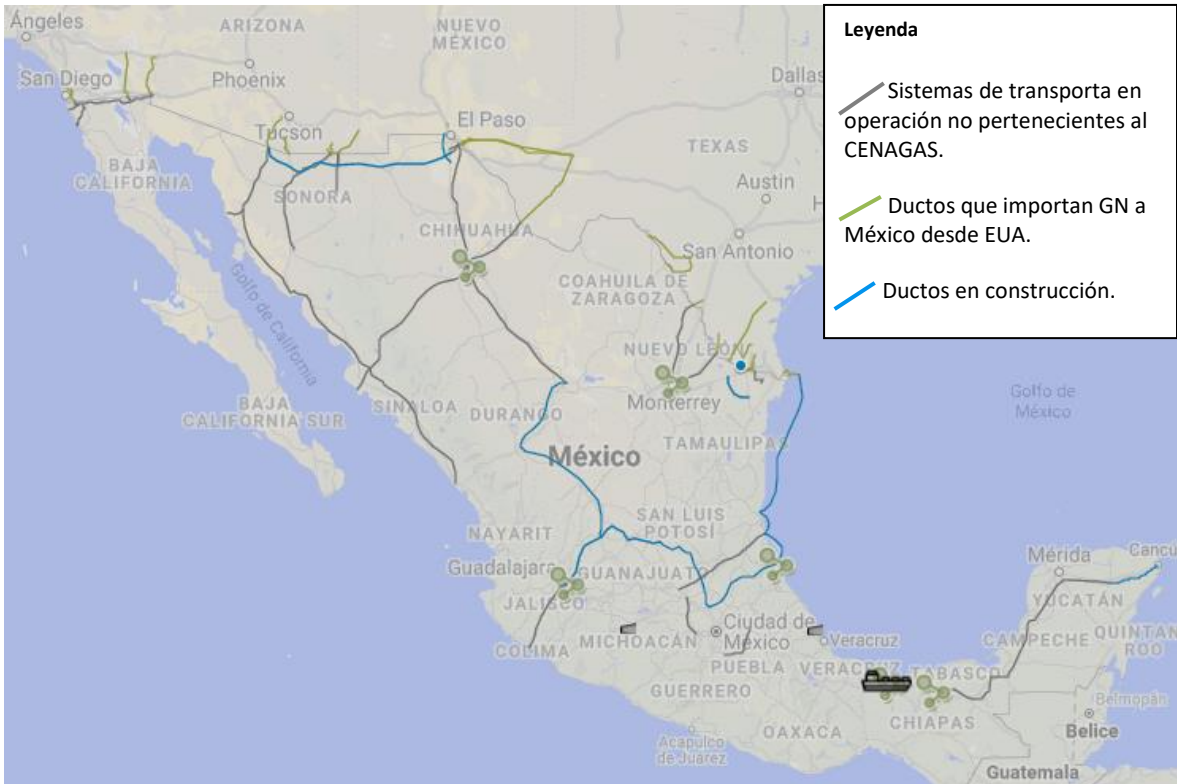 Ángeles
ARIZONA
NUEVO
MÉXICO
San Diego
Phoenix
Dallas
Tucson
El Paso
TEXAS
BAJA
CALIFORNIA
SONORA
Austin
H
CHIHUAHUA
San Antonio
COAHUILA DE
ZARAGOZA
Golfo de California
NUEVO LEÓN
Monterrey
BAJA
CALIFORNIA SUR
SINALOA
DURANGO
TAMAULIPAS
México
Golfo de
México
SAN LUIS
POTOSÍ
NAYARIT
Guadalajara
GUANAJUATO
JALISCO
Mérida
Cancú
YUCATÁN
Ciudad de
México
MICHOACÁN
COLIMA
Veracruz
CAMPECHE
QUINTAN
ROO
PUEBLA
VERACRUZ
TABASCO
GUERRERO
Belmopán
CHIAPAS
OAXACA
Belice
Acapulco
de Juárez
Guatemala
Leyenda
Sistemas de transporta en
operación no pertenecientes al
CENAGAS.
Ductos que importan GN a
México desde EUA.
Ductos en construcción.